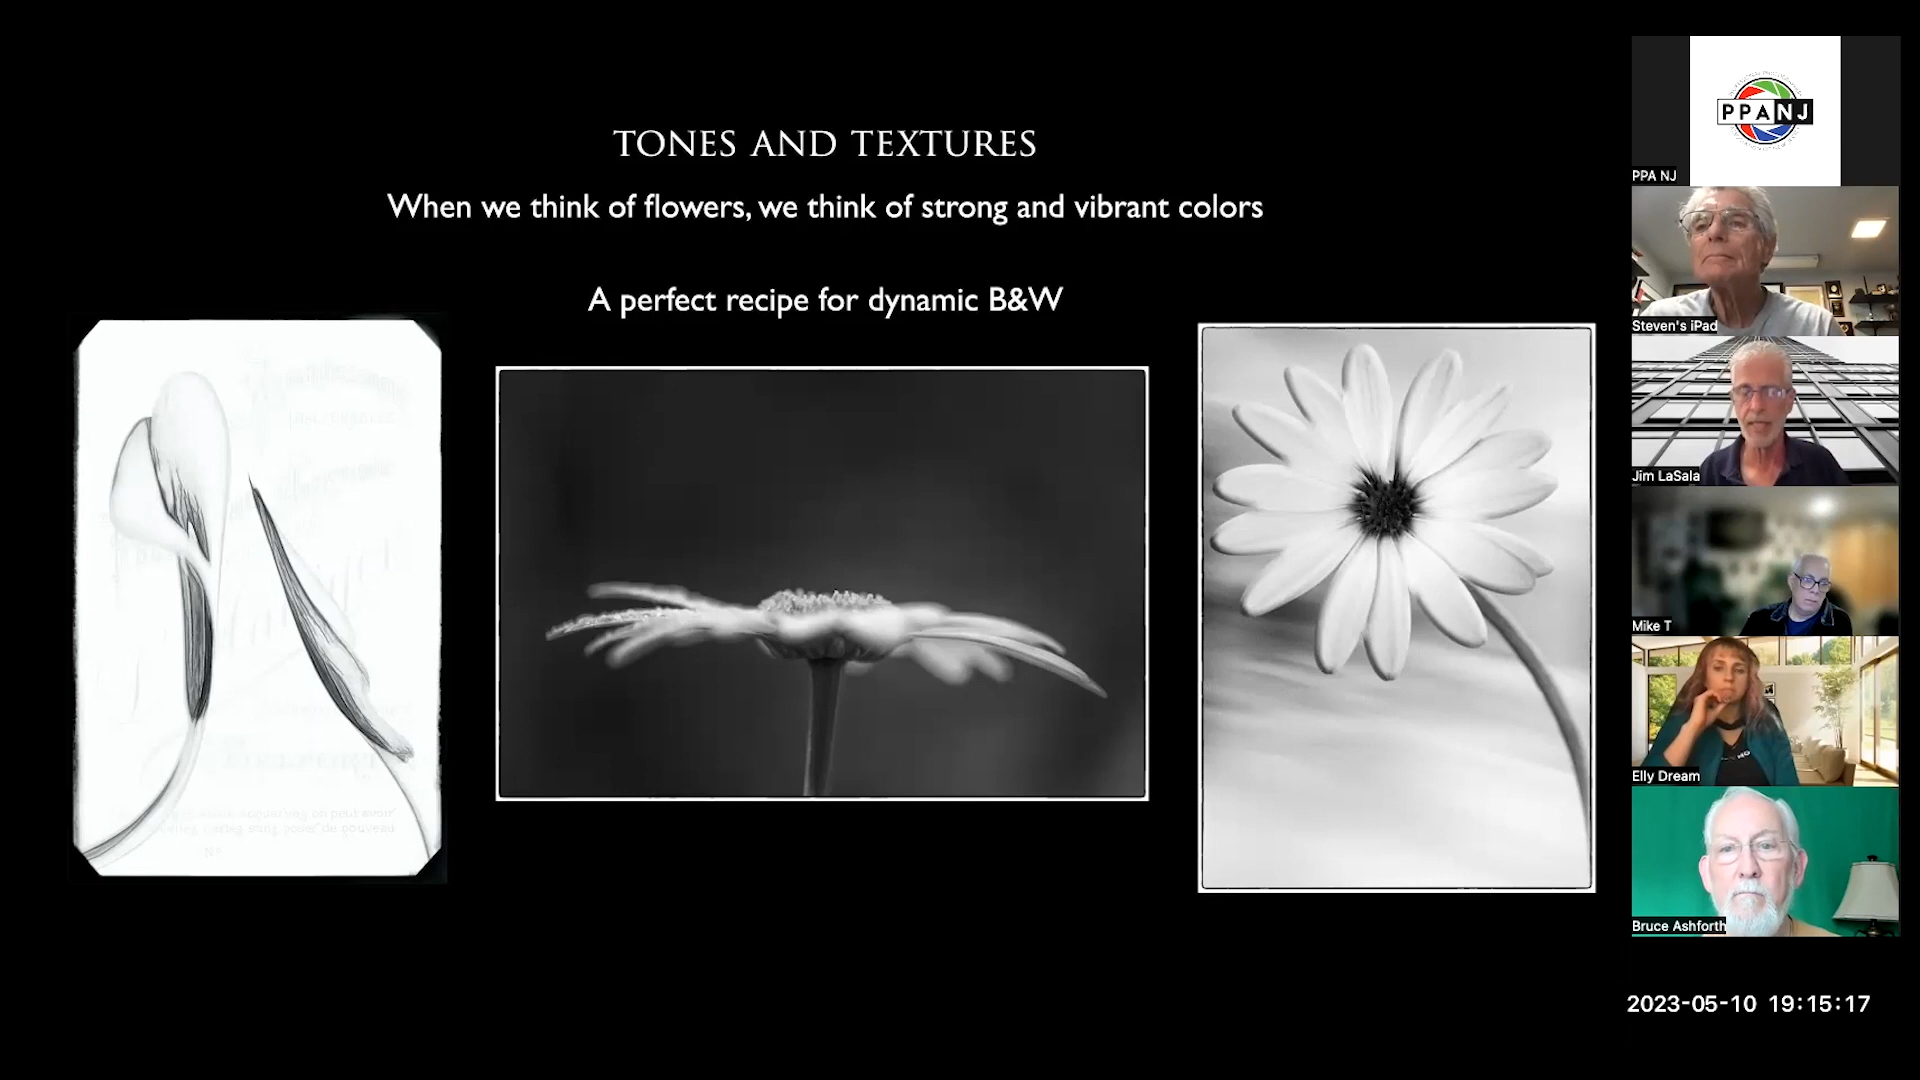 TONES AND TEXTURES
When we think of flowers, we think of strong and vibrant colors
A perfect recipe for dynamic B&W
PPANJ
PPA NJ
Steven's iPad
Jim LaSala
Mike T
Elly Dream
Bruce Ashforth
2023-05-10 19:15:17